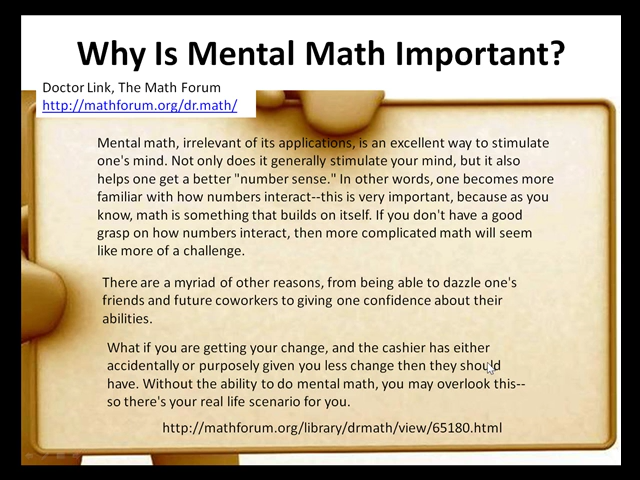 Why Is Mental Math Important?
Doctor Link, The Math Forum
http://mathforum.org/dr.math/
Mental math, irrelevant of its applications, is an excellent way to stimulate
one's mind. Not only does it generally stimulate your mind, but it also
helps one get a better "number sense." In other words, one becomes more
familiar with how numbers interact--this is very important, because as you
know, math is something that builds on itself. If you don't have a good
grasp on how numbers interact, then more complicated math will seem
like more of a challenge.
There are a myriad of other reasons, from being able to dazzle one's
friends and future coworkers to giving one confidence about their
abilities.
What if you are getting your change, and the cashier has either
accidentally or purposely given you less change then they should
have. Without the ability to do mental math, you may overlook this--
so there's your real life scenario for you.
http://mathforum.org/library/drmath/view/65180.html